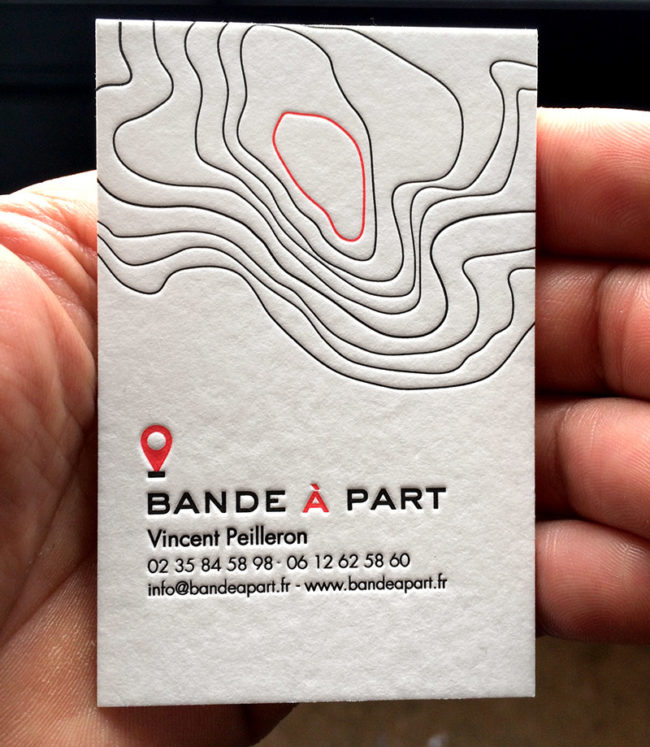 BANDE À PART
Vincent Peilleron
02 35 84 58 98 - 06 12 62 58 60
info@bandeapart.fr - www.bandeapart.fr